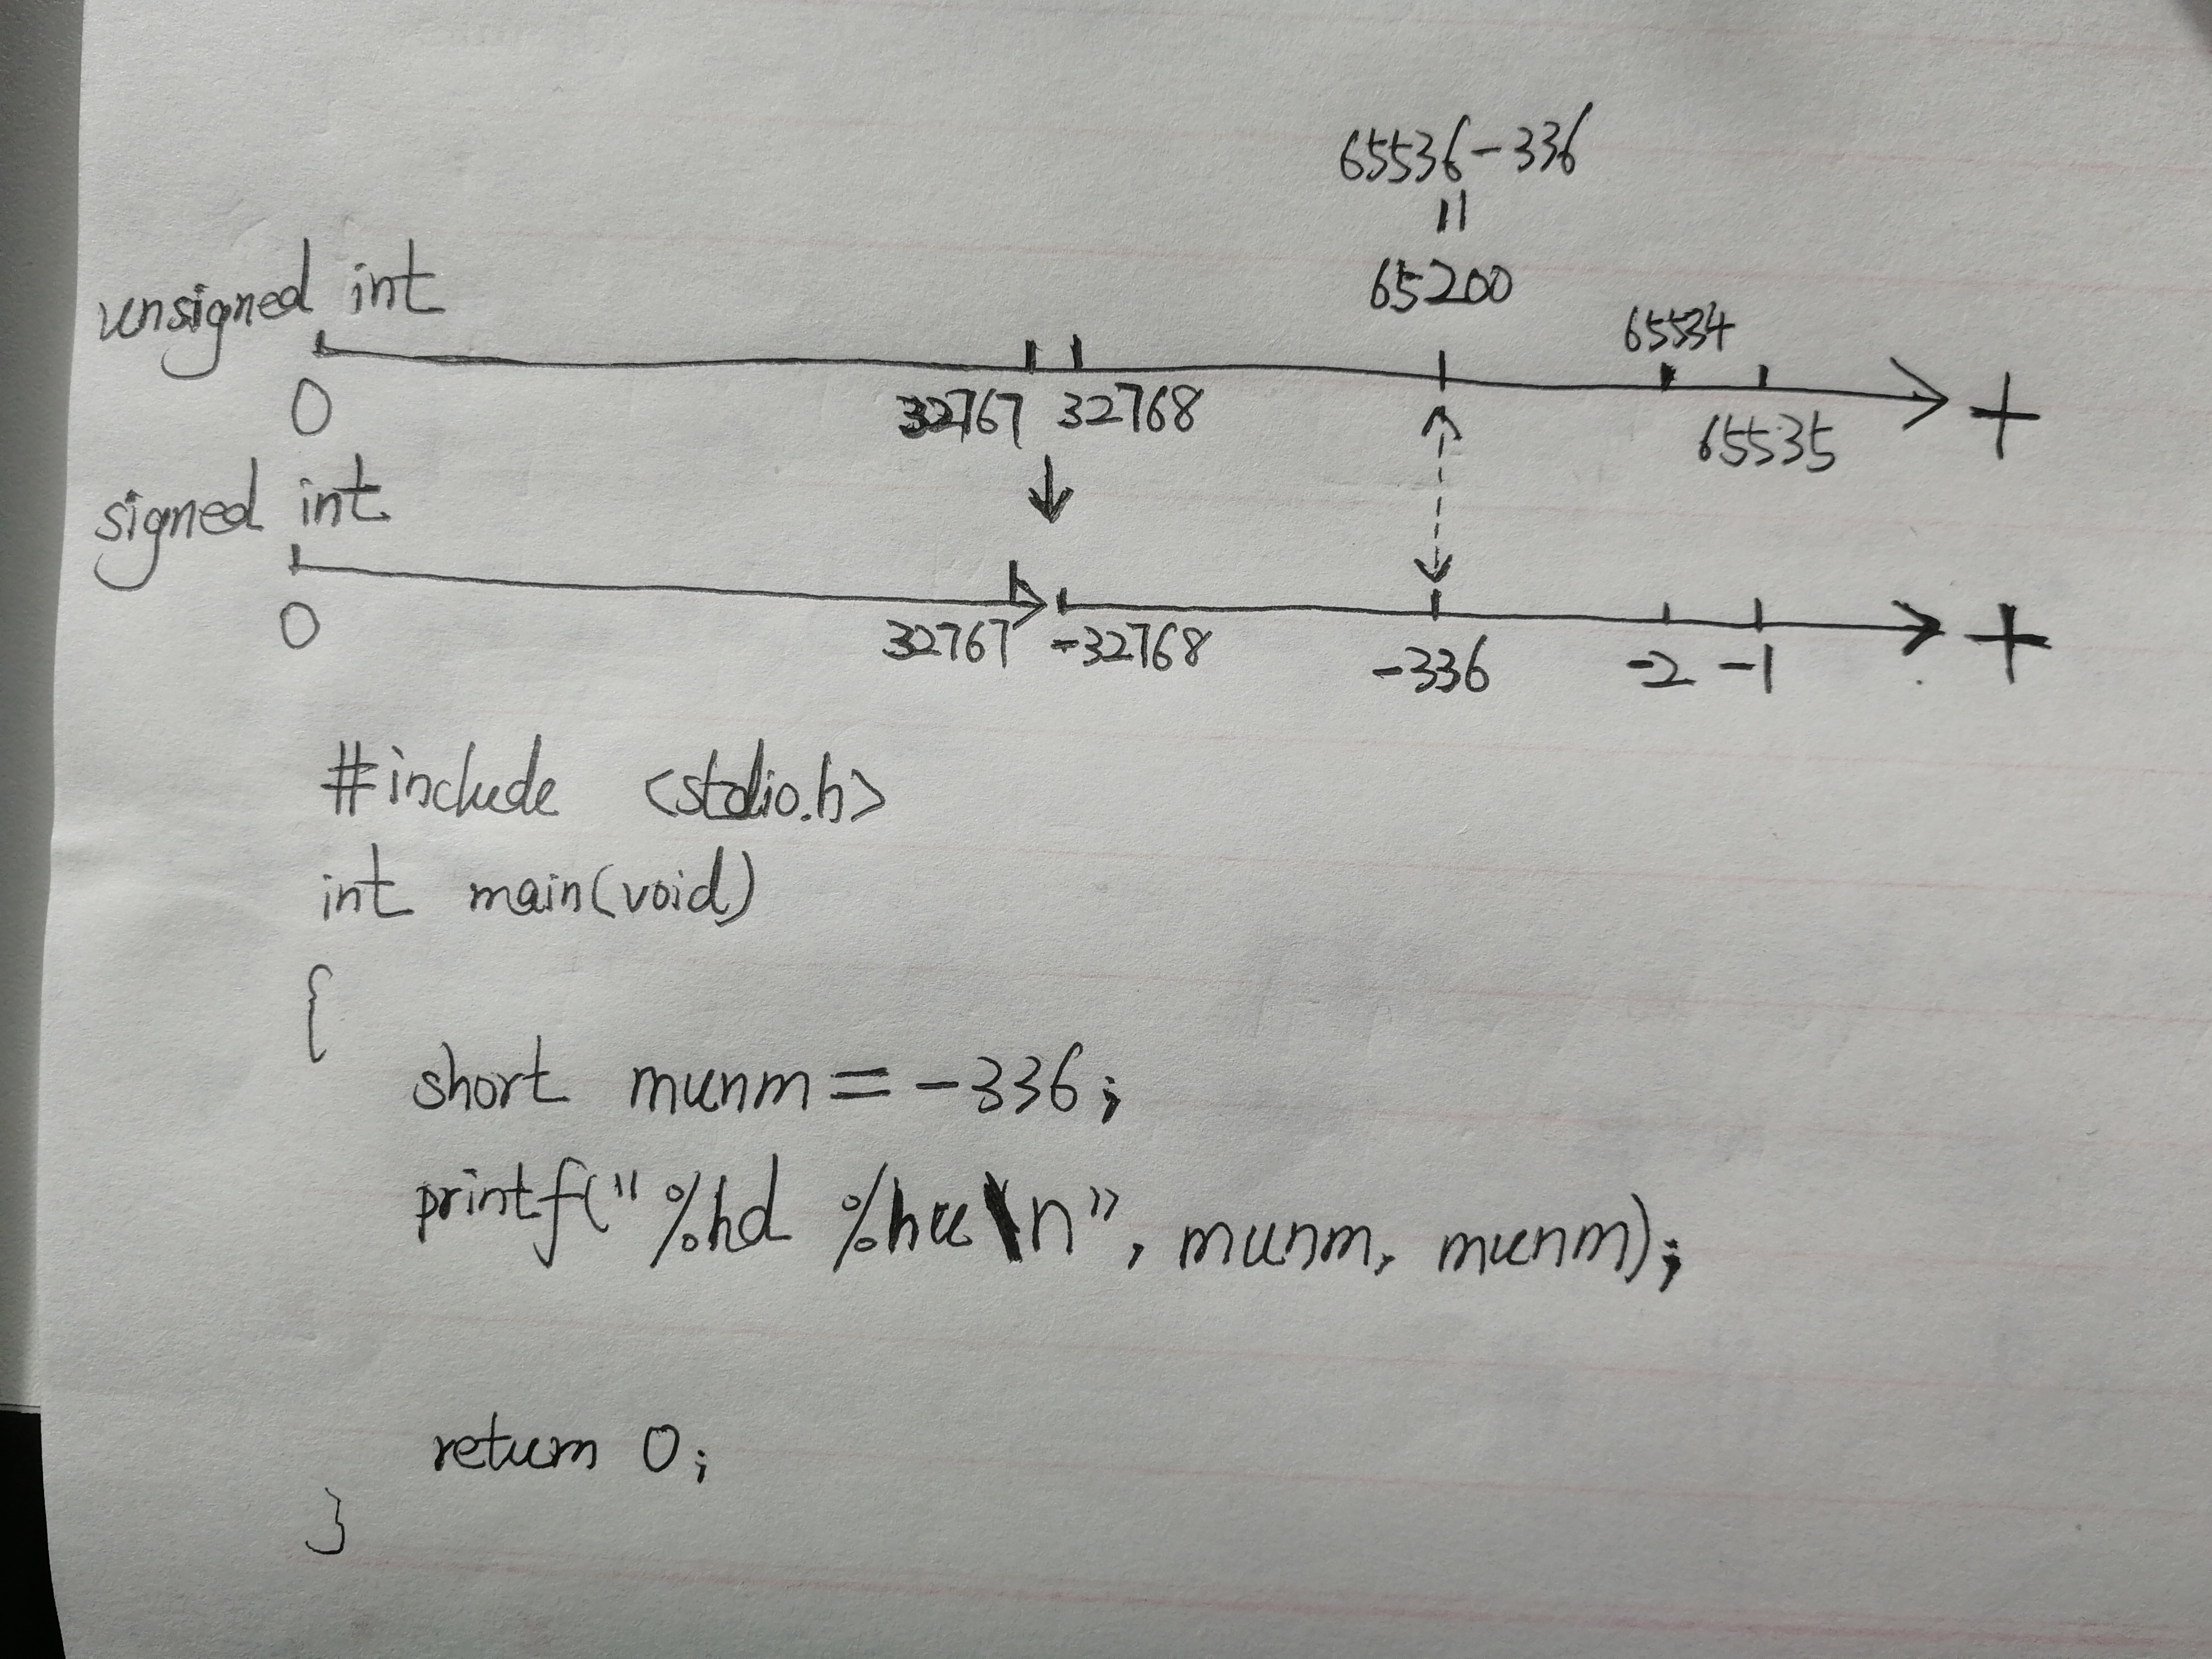 65536-336
=
65200
unsigned int
65534
0 32767 32768 65535 +
signed int
0 32767 -32768 -336 -2 -1 +
#include <stdio.h>
int main(void)
{
short munm = -336;
printf("%hd %hu\n", munm, munm);
return 0;
}